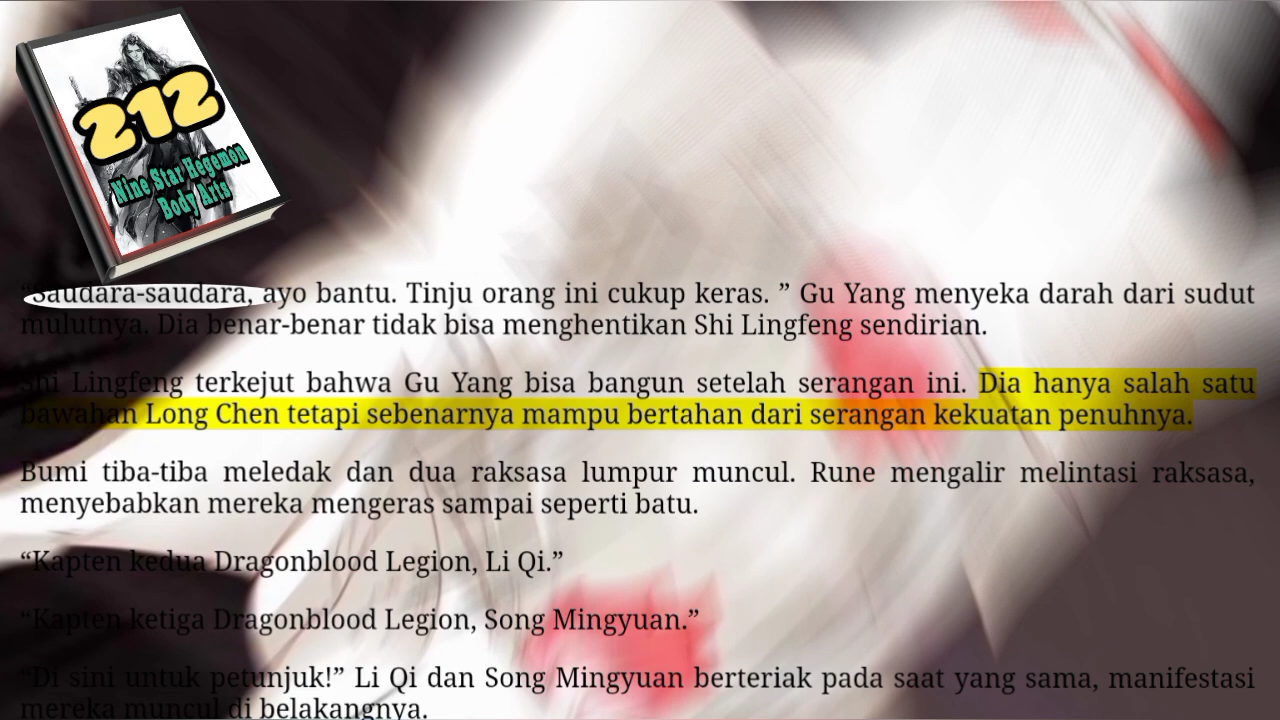 212
Nine Star Hegemon
Body Arts
“Saudara-saudara, ayo bantu. Tinju orang ini cukup keras. ” Gu Yang menyeka darah dari sudut
mulutnya. Dia benar-benar tidak bisa menghentikan Shi Lingfeng sendirian.
Shi Lingfeng terkejut bahwa Gu Yang bisa bangun setelah serangan ini. Dia hanya salah satu
bawahan Long Chen tetapi sebenarnya mampu bertahan dari serangan kekuatan penuhnya.
Bumi tiba-tiba meledak dan dua raksasa lumpur muncul. Rune mengalir melintasi raksasa,
menyebabkan mereka mengeras sampai seperti batu.
“Kapten kedua Dragonblood Legion, Li Qi.”
“Kapten ketiga Dragonblood Legion, Song Mingyuan.”
“Di sini untuk petunjuk!” Li Qi dan Song Mingyuan berteriak pada saat yang sama, manifestasi
mereka muncul di belakangnya.